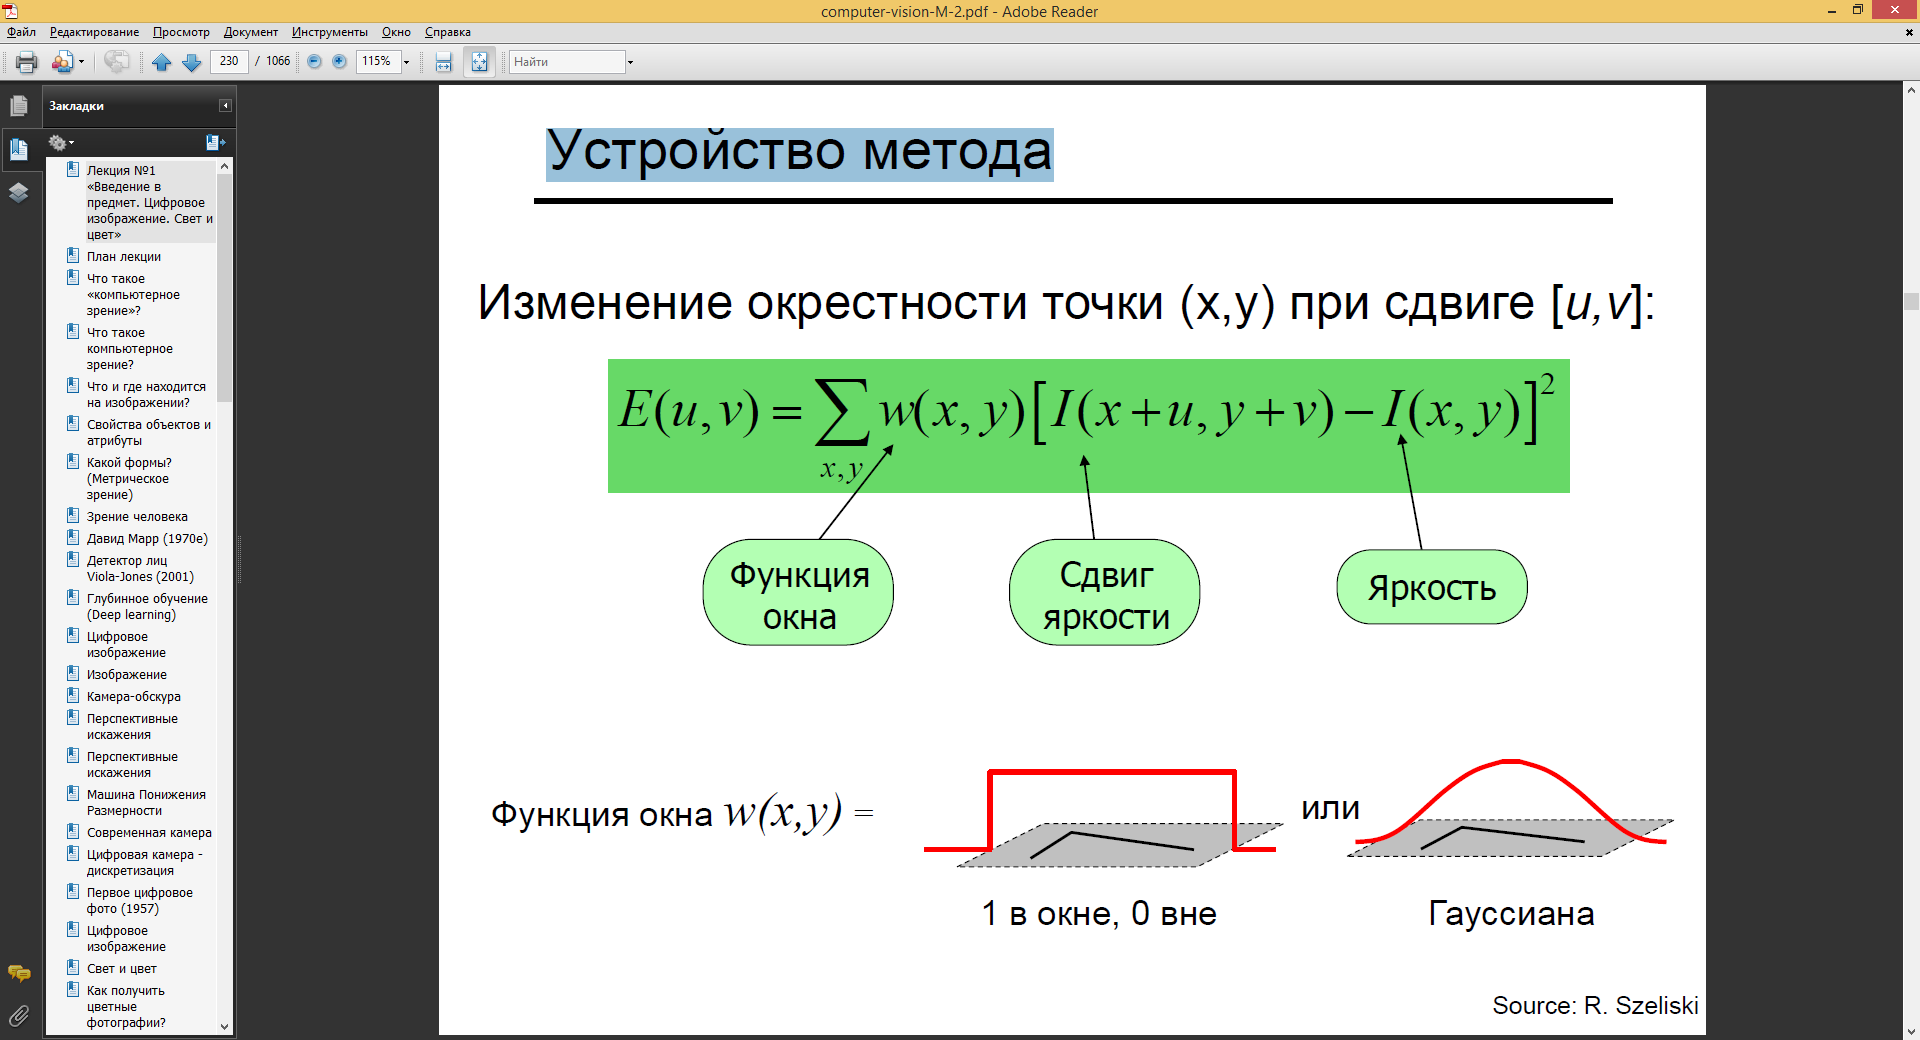 computer-vision-M-2.pdf - Adobe Reader
Файл Редактирование Просмотр Документ Инструменты Окно Справка
230 / 1066 115% Найти
Закладки
Лекция №1
«Введение в
предмет. Цифровое
изображение. Свет и
цвет»
План лекции
Что такое
«компьютерное
зрение»?
Что такое
компьютерное
зрение?
Что и где находится
на изображении?
Свойства объектов и
атрибуты
Какой формы?
(Метрическое
зрение)
Зрение человека
Давид Марр (1970е)
Детектор лиц
Viola-Jones (2001)
Глубинное обучение
(Deep learning)
Цифровое
изображение
Изображение
Камера-обскура
Перспективные
искажения
Перспективные
искажения
Машина Понижения
Размерности
Современная камера
Цифровая камера -
дискретизация
Первое цифровое
фото (1957)
Цифровое
изображение
Свет и цвет
Как получить
цветные
фотографии?
Устройство метода
Изменение окрестности точки (x,y) при сдвиге [u,v]:
E(u,v) = ∑ w(x,y)[I(x+u, y+v) − I(x,y)]²
x,y
Функция
окна
Сдвиг
яркости
Яркость
Функция окна w(x,y) =
или
1 в окне, 0 вне
Гауссиана
Source: R. Szeliski